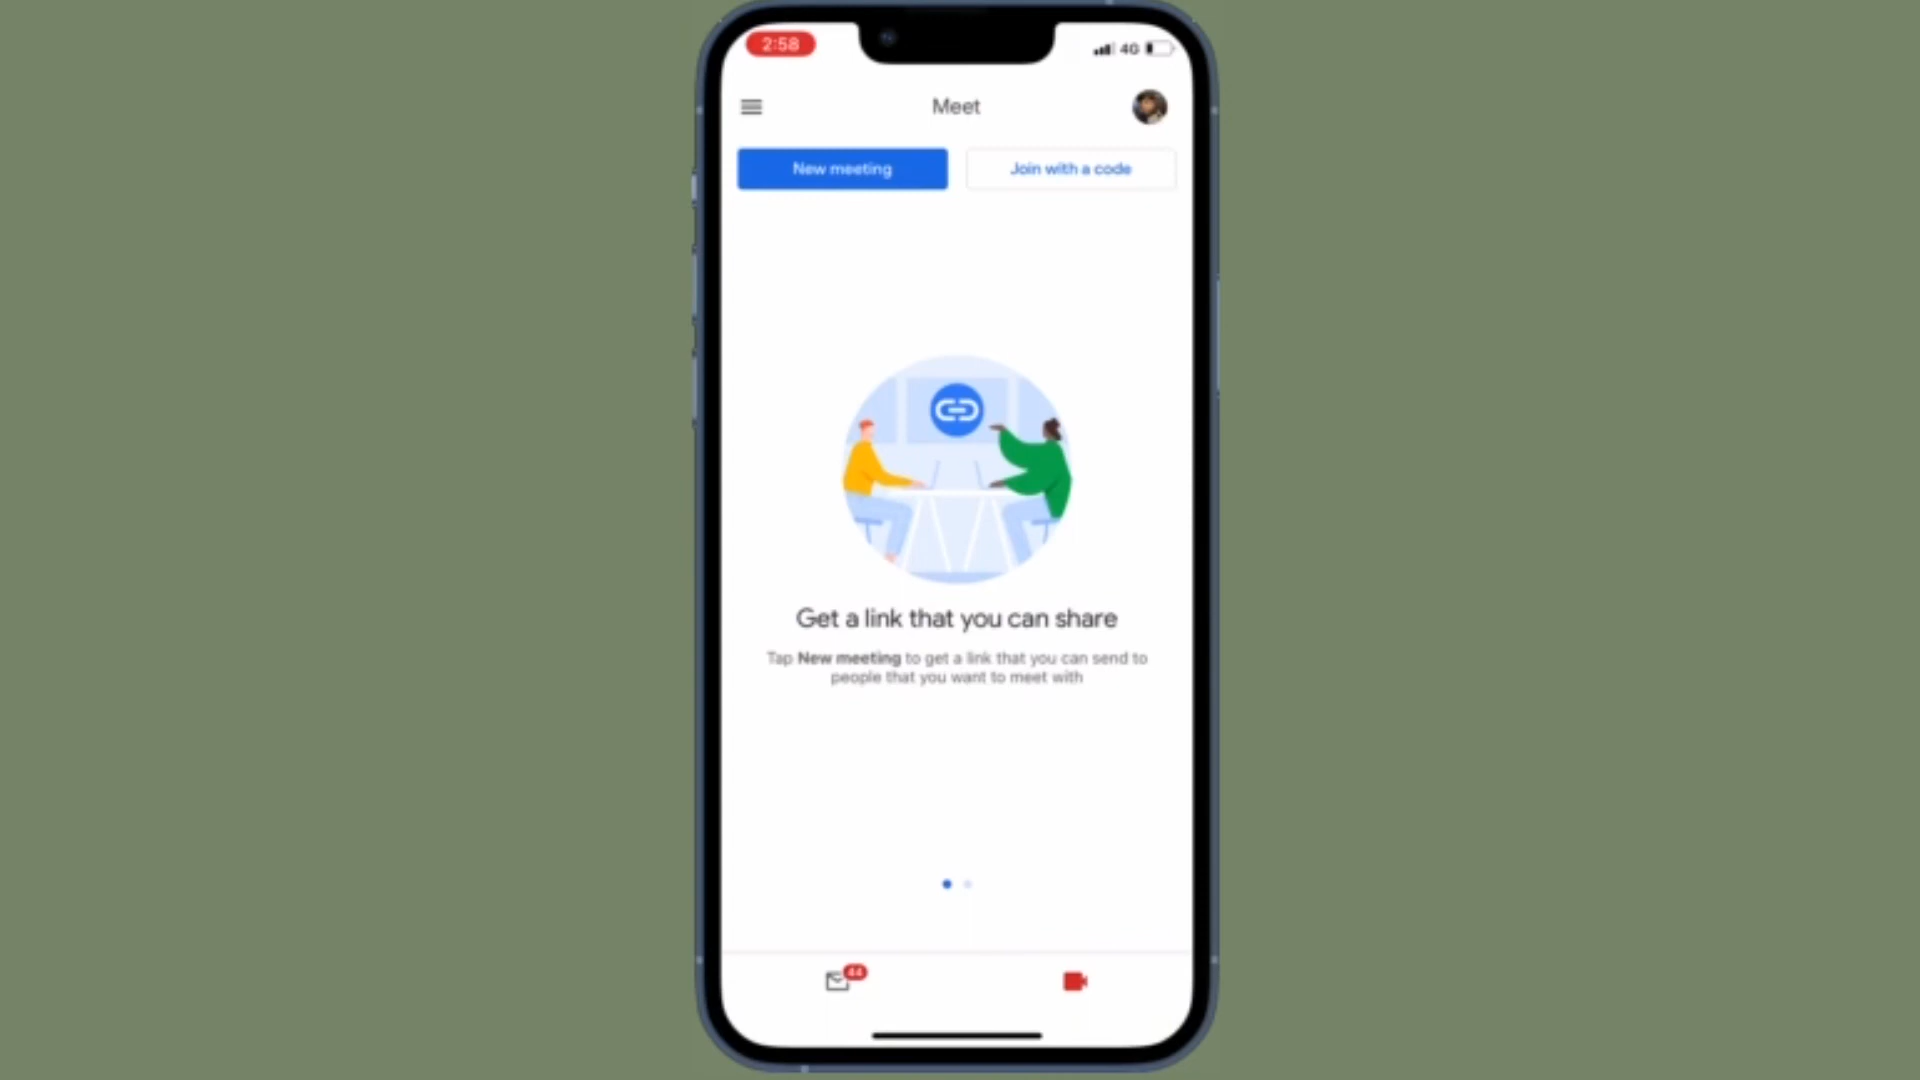 2:58
4G
Meet
New meeting
Join with a code
Get a link that you can share
Tap New meeting to get a link that you can send to
people that you want to meet with
44